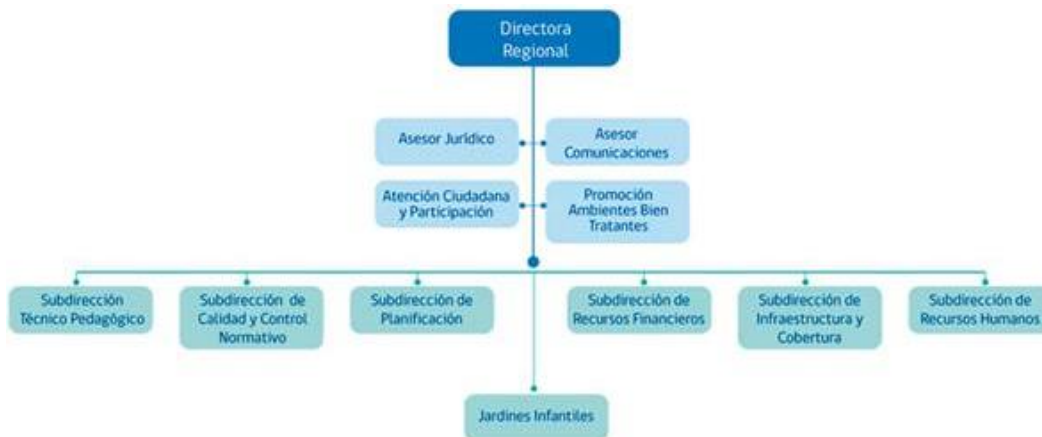 Directora
Regional
Asesor Jurídico
Asesor
Comunicaciones
Atención Ciudadana
y Participación
Promoción
Ambientes Bien
Tratantes
Subdirección
Técnico Pedagógico
Subdirección de
Calidad y Control
Normativo
Subdirección de
Planificación
Subdirección de
Recursos Financieros
Subdirección de
Infraestructura y
Cobertura
Subdirección de
Recursos Humanos
Jardines Infantiles